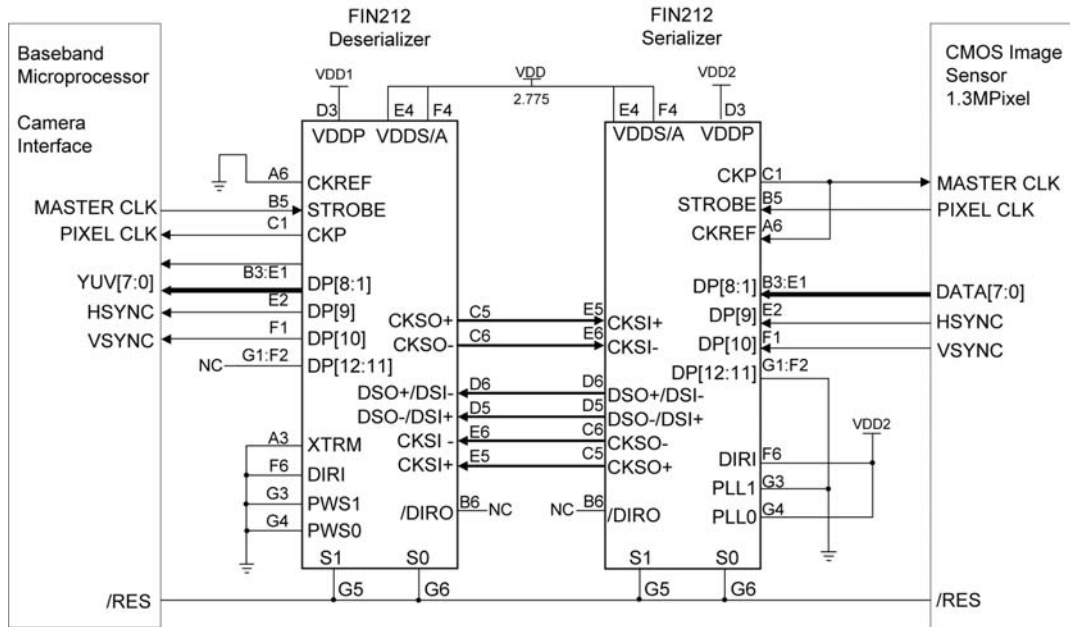 FIN212
Deserializer
FIN212
Serializer
Baseband
Microprocessor
Camera
Interface
CMOS Image
Sensor
1.3MPixel
VDD1
VDD
2.775
VDD2
D3
E4
F4
E4
F4
D3
VDDP
VDDS/A
VDDS/A
VDDP
A6
CKREF
MASTER CLK
B5
STROBE
PIXEL CLK
C1
CKP
YUV[7:0]
B3:E1
DP[8:1]
HSYNC
E2
DP[9]
VSYNC
F1
DP[10]
NC
G1:F2
DP[12:11]
CKSO+
C5
E5
CKSI+
CKSO-
C6
E6
CKSI-
DSO+/DSI-
D6
D6
DSO+/DSI-
DSO-/DSI+
D5
D5
DSO-/DSI+
CKSI -
E6
C6
CKSO-
CKSI+
E5
C5
CKSO+
A3
XTRM
F6
DIRI
G3
PWS1
G4
PWS0
/DIRO
B6
NC
NC
B6
/DIRO
CKP
C1
MASTER CLK
STROBE
B5
PIXEL CLK
CKREF
A6
DP[8:1]
B3:E1
DATA[7:0]
DP[9]
E2
HSYNC
DP[10]
F1
VSYNC
DP[12:11]
G1:F2
VDD2
DIRI
F6
PLL1
G3
PLL0
G4
S1
S0
S1
S0
G5
G6
G5
G6
/RES
/RES